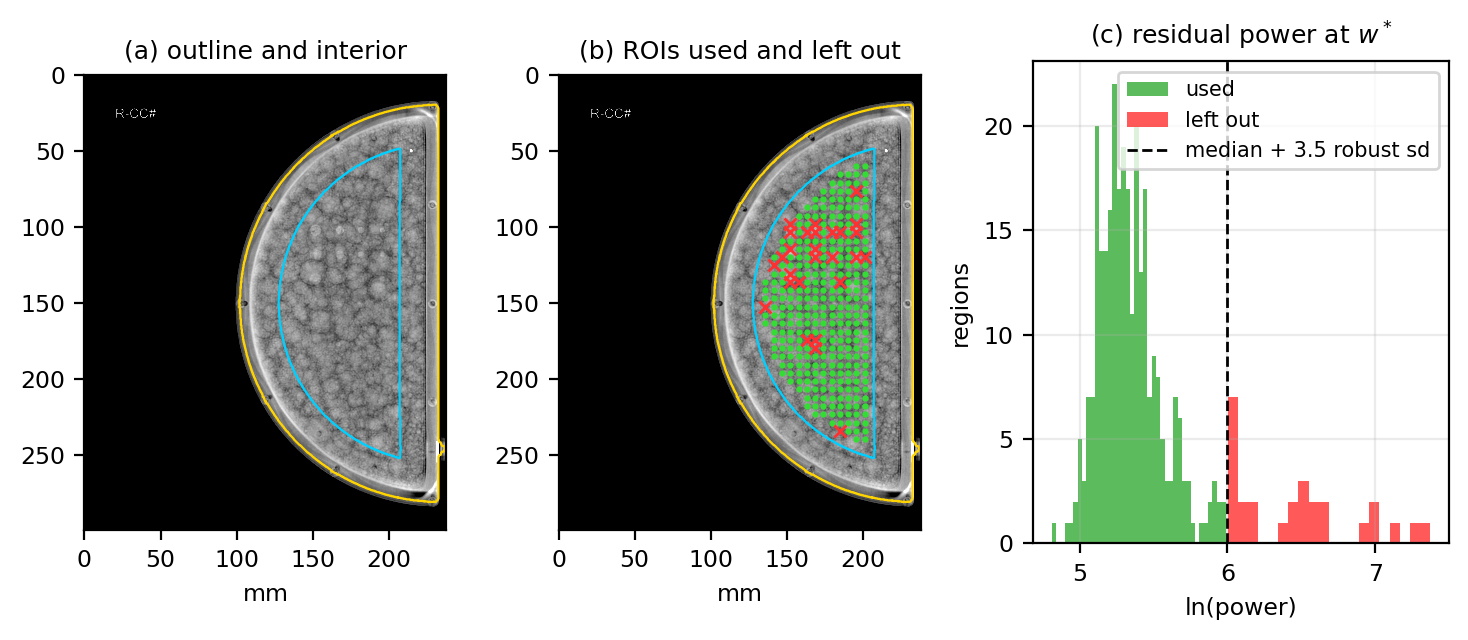 (a) outline and interior
0
50
100
150
200
250
0 50 100 150 200
mm
R-CC#
(b) ROIs used and left out
0
50
100
150
200
250
0 50 100 150 200
mm
R-CC#
(c) residual power at w*
used
left out
median + 3.5 robust sd
regions
20
15
10
5
0
5 6 7
ln(power)